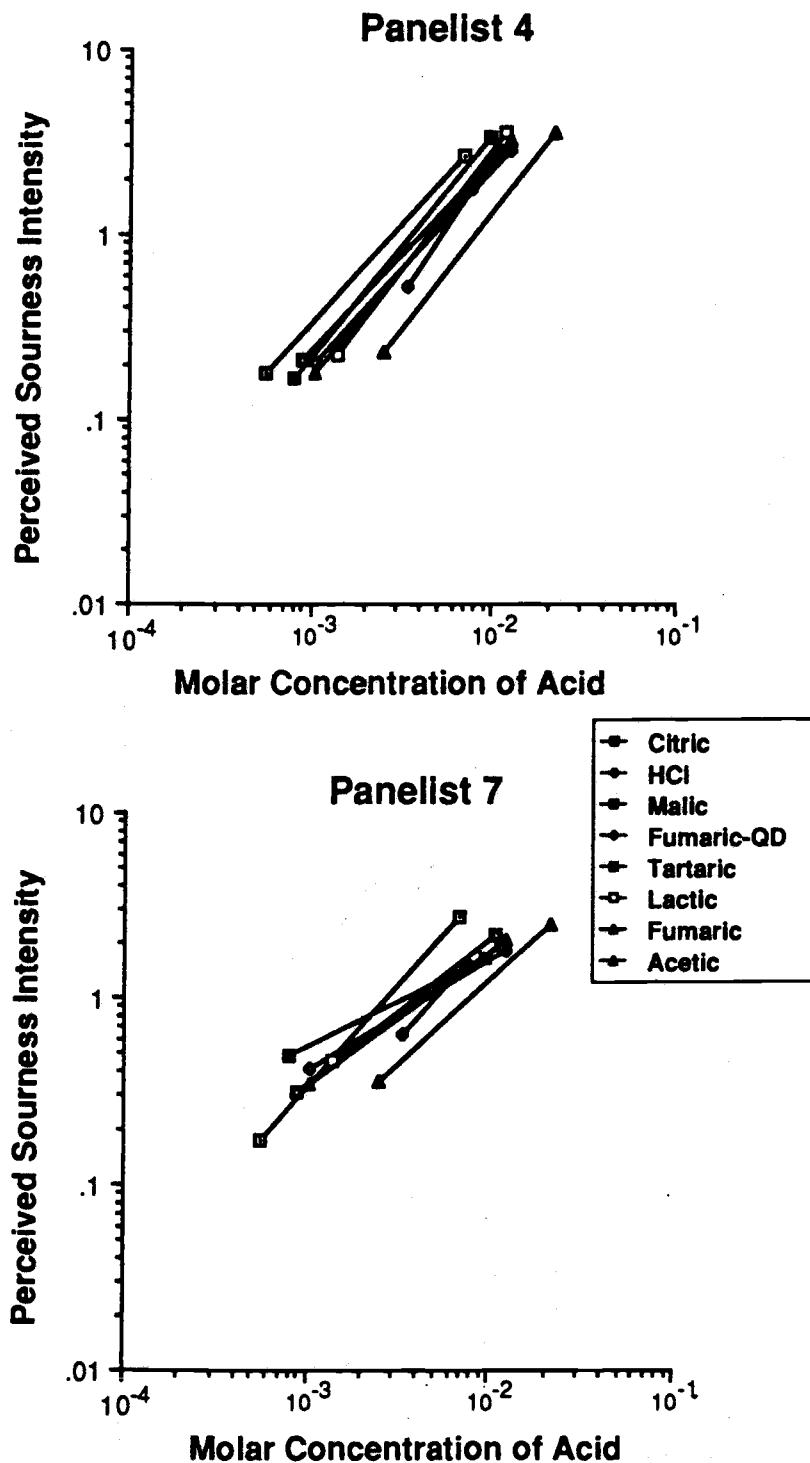 Panelist 4
10
1
.1
.01
Perceived Sourness Intensity
10-4
10-3
10-2
10-1
Molar Concentration of Acid
Citric
HCl
Malic
Fumaric-QD
Tartaric
Lactic
Fumaric
Acetic
Panelist 7
10
1
.1
.01
Perceived Sourness Intensity
10-4
10-3
10-2
10-1
Molar Concentration of Acid